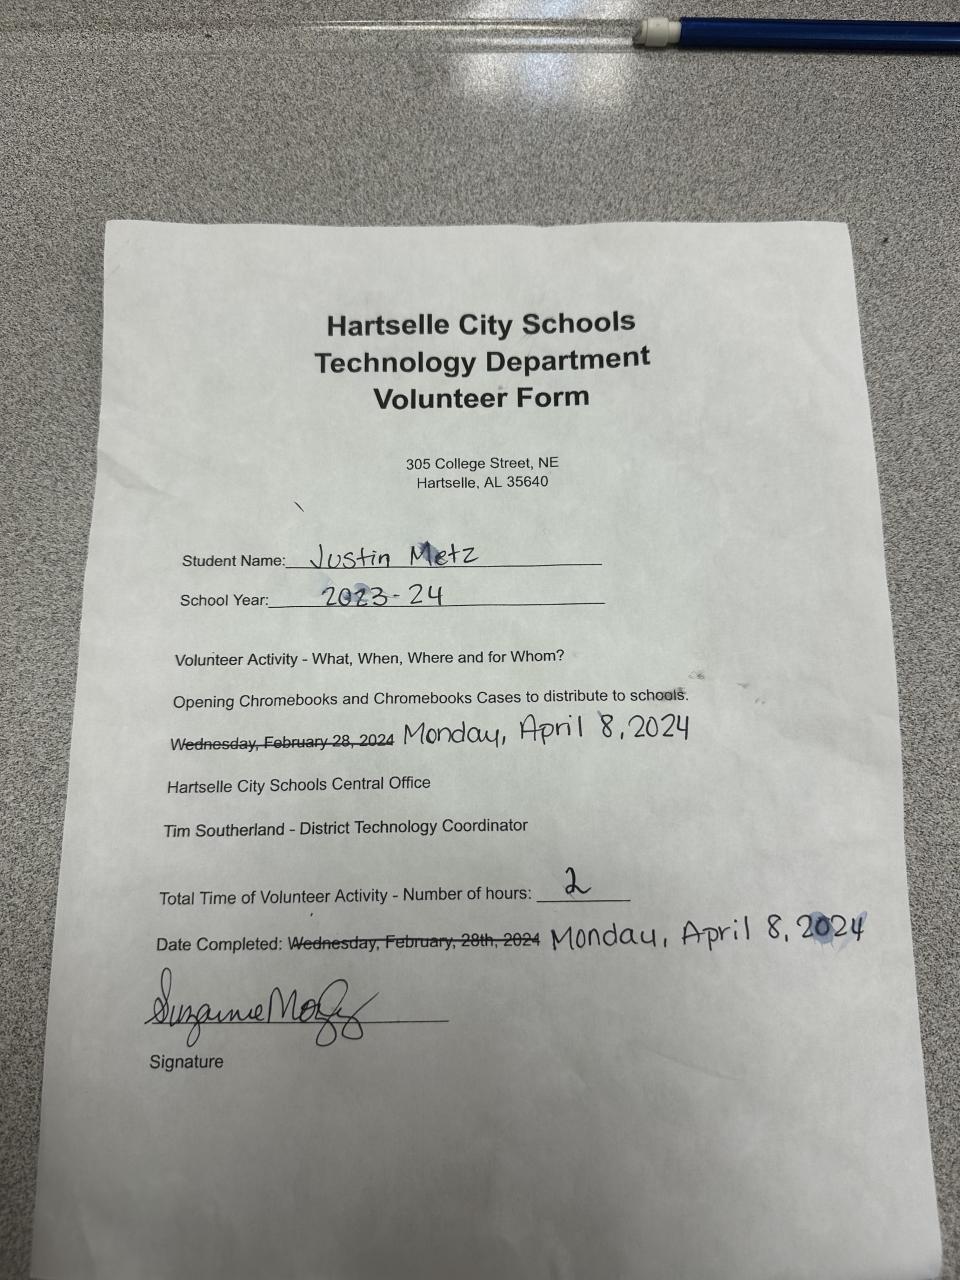 Hartselle City Schools
Technology Department
Volunteer Form
305 College Street, NE
Hartselle, AL 35640
Student Name: Justin Metz
School Year: 2023-24
Volunteer Activity - What, When, Where and for Whom?
Opening Chromebooks and Chromebooks Cases to distribute to schools.
Wednesday, February 28, 2024 Monday, April 8, 2024
Hartselle City Schools Central Office
Tim Southerland - District Technology Coordinator
Total Time of Volunteer Activity - Number of hours: 2
Date Completed: Wednesday, February, 28th, 2024 Monday, April 8, 2024
Suzanne
Signature